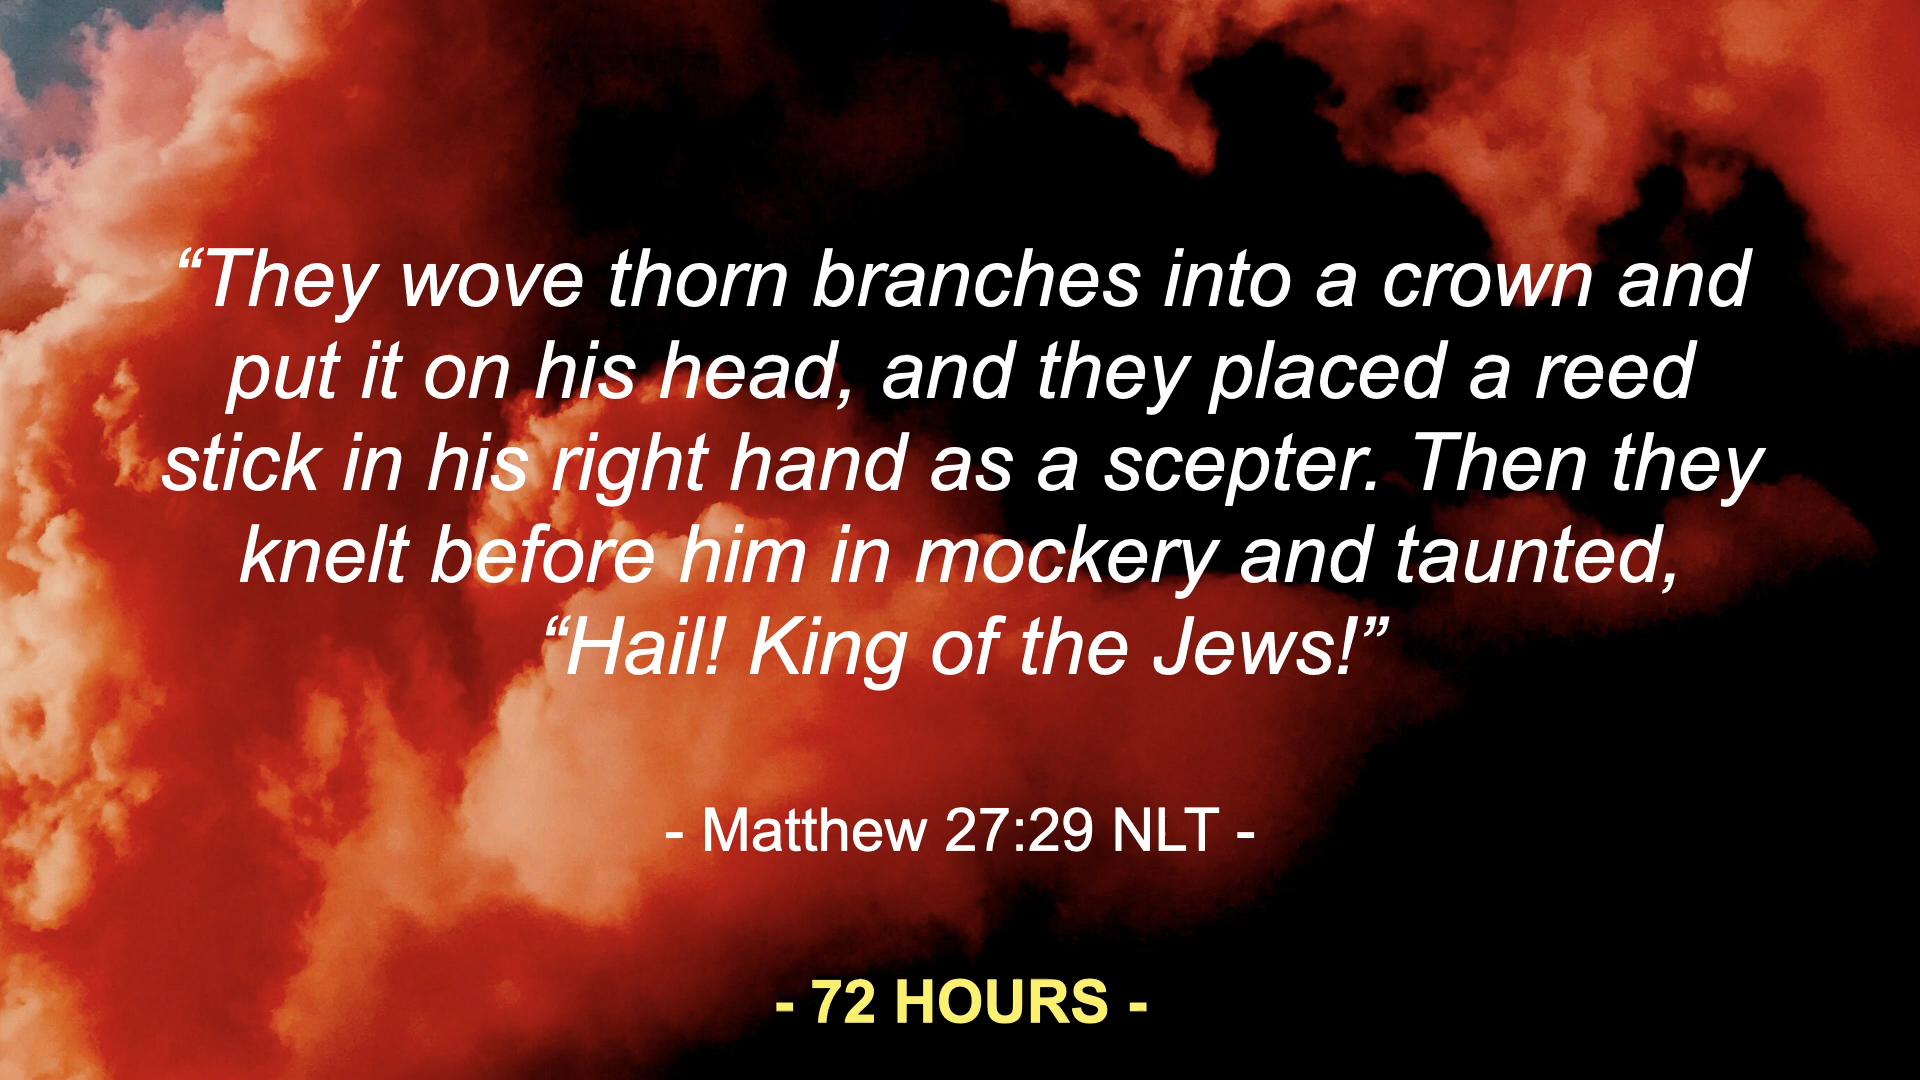 “They wove thorn branches into a crown and
put it on his head, and they placed a reed
stick in his right hand as a scepter. Then they
knelt before him in mockery and taunted,
“Hail! King of the Jews!”
- Matthew 27:29 NLT -
- 72 HOURS -